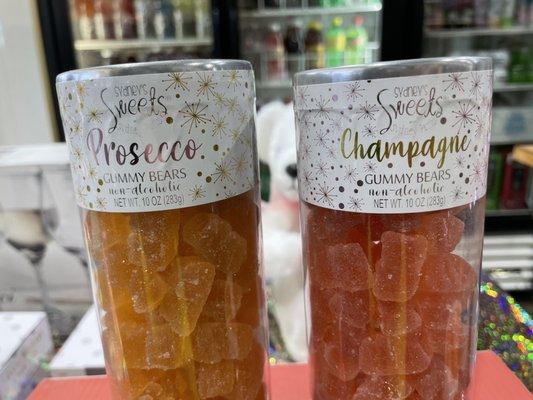 SYDNEY'S
Sweets
Prosecco
GUMMY BEARS
non-alcoholic
NET WT. 10 OZ (283g)
SYDNEY'S
Sweets
Champagne
GUMMY BEARS
non-alcoholic
NET WT. 10 OZ (283g)